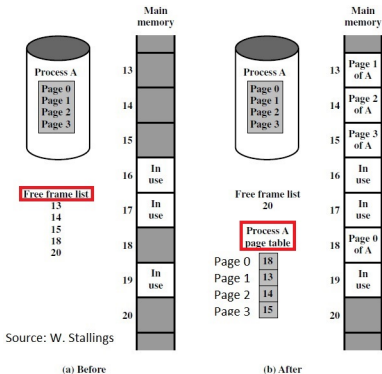 Main
memory
Process A
Page 0
Page 1
Page 2
Page 3
13
14
15
16
In
use
17
In
use
18
19
In
use
20
Free frame list
13
14
15
18
20
Source: W. Stallings
(a) Before
Main
memory
Process A
Page 0
Page 1
Page 2
Page 3
13
Page 1
of A
14
Page 2
of A
15
Page 3
of A
16
In
use
17
In
use
18
Page 0
of A
19
In
use
20
Free frame list
20
Process A
page table
Page 0 18
Page 1 13
Page 2 14
Page 3 15
(b) After